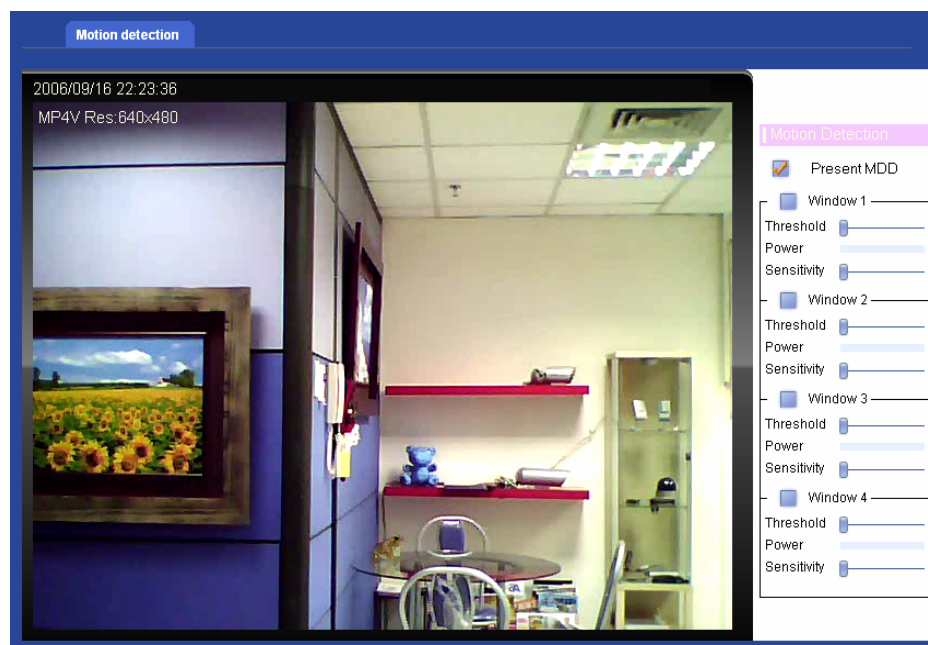 Motion detection
2006/09/16 22:23:36
MP4V Res:640x480
Motion Detection
Present MDD
Window 1
Threshold
Power
Sensitivity
Window 2
Threshold
Power
Sensitivity
Window 3
Threshold
Power
Sensitivity
Window 4
Threshold
Power
Sensitivity